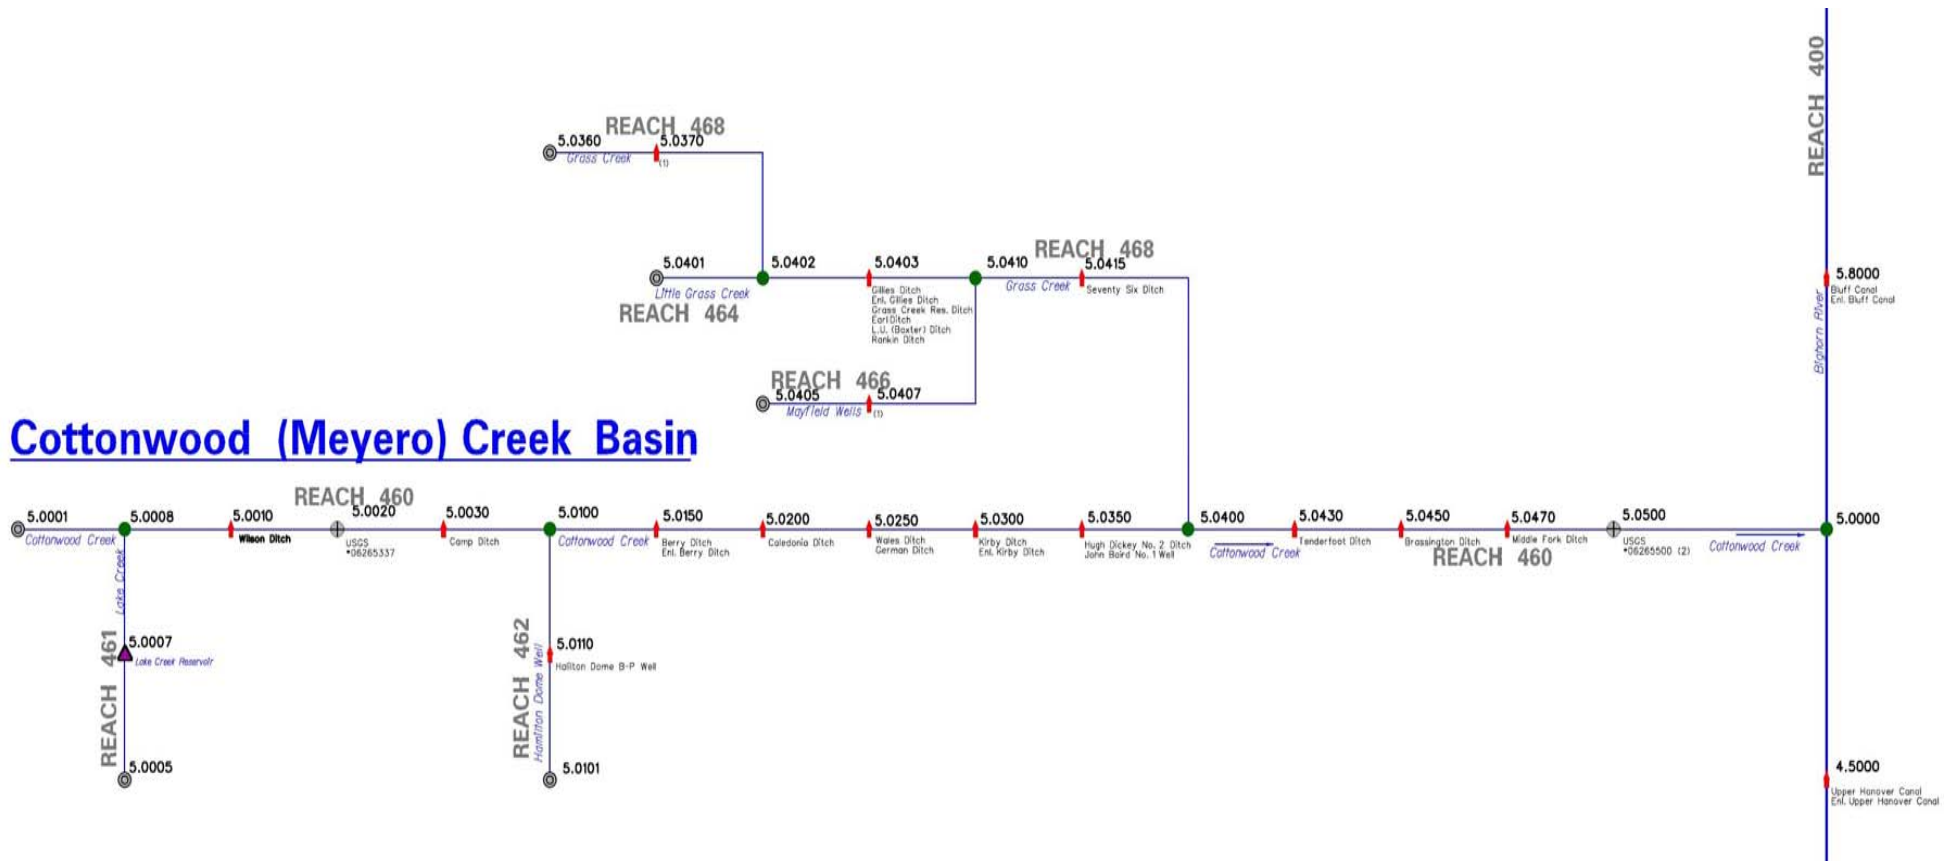 REACH 400
REACH 468
5.0360
5.0370
Grass Creek
(1)
REACH 468
5.0401
5.0402
5.0403
5.0410
5.0415
5.8000
Little Grass Creek
Gillies Ditch
Enl. Gillies Ditch
Grass Creek Res. Ditch
Earl Ditch
L.U. (Baxter) Ditch
Rankin Ditch
Grass Creek
Seventy Six Ditch
Bluff Canal
Enl. Bluff Canal
REACH 464
Bighorn River
REACH 466
5.0405
5.0407
Mayfield Wells
(1)
Cottonwood (Meyero) Creek Basin
REACH 460
5.0001
5.0008
5.0010
5.0020
5.0030
5.0100
5.0150
5.0200
5.0250
5.0300
5.0350
5.0400
5.0430
5.0450
5.0470
5.0500
5.0000
Cottonwood Creek
Wilson Ditch
USGS
*06265337
Camp Ditch
Cottonwood Creek
Berry Ditch
Enl. Berry Ditch
Caledonia Ditch
Wales Ditch
German Ditch
Kirby Ditch
Enl. Kirby Ditch
Hugh Dickey No. 2 Ditch
John Baird No. 1 Well
Cottonwood Creek
Tenderfoot Ditch
Brassington Ditch
Middle Fork Ditch
USGS
*06265500 (2)
Cottonwood Creek
REACH 460
Lake Creek
REACH 461
5.0007
Lake Creek Reservoir
5.0005
REACH 462
Hamilton Dome Well
5.0110
Hamilton Dome B-P Well
5.0101
4.5000
Upper Hanover Canal
Enl. Upper Hanover Canal